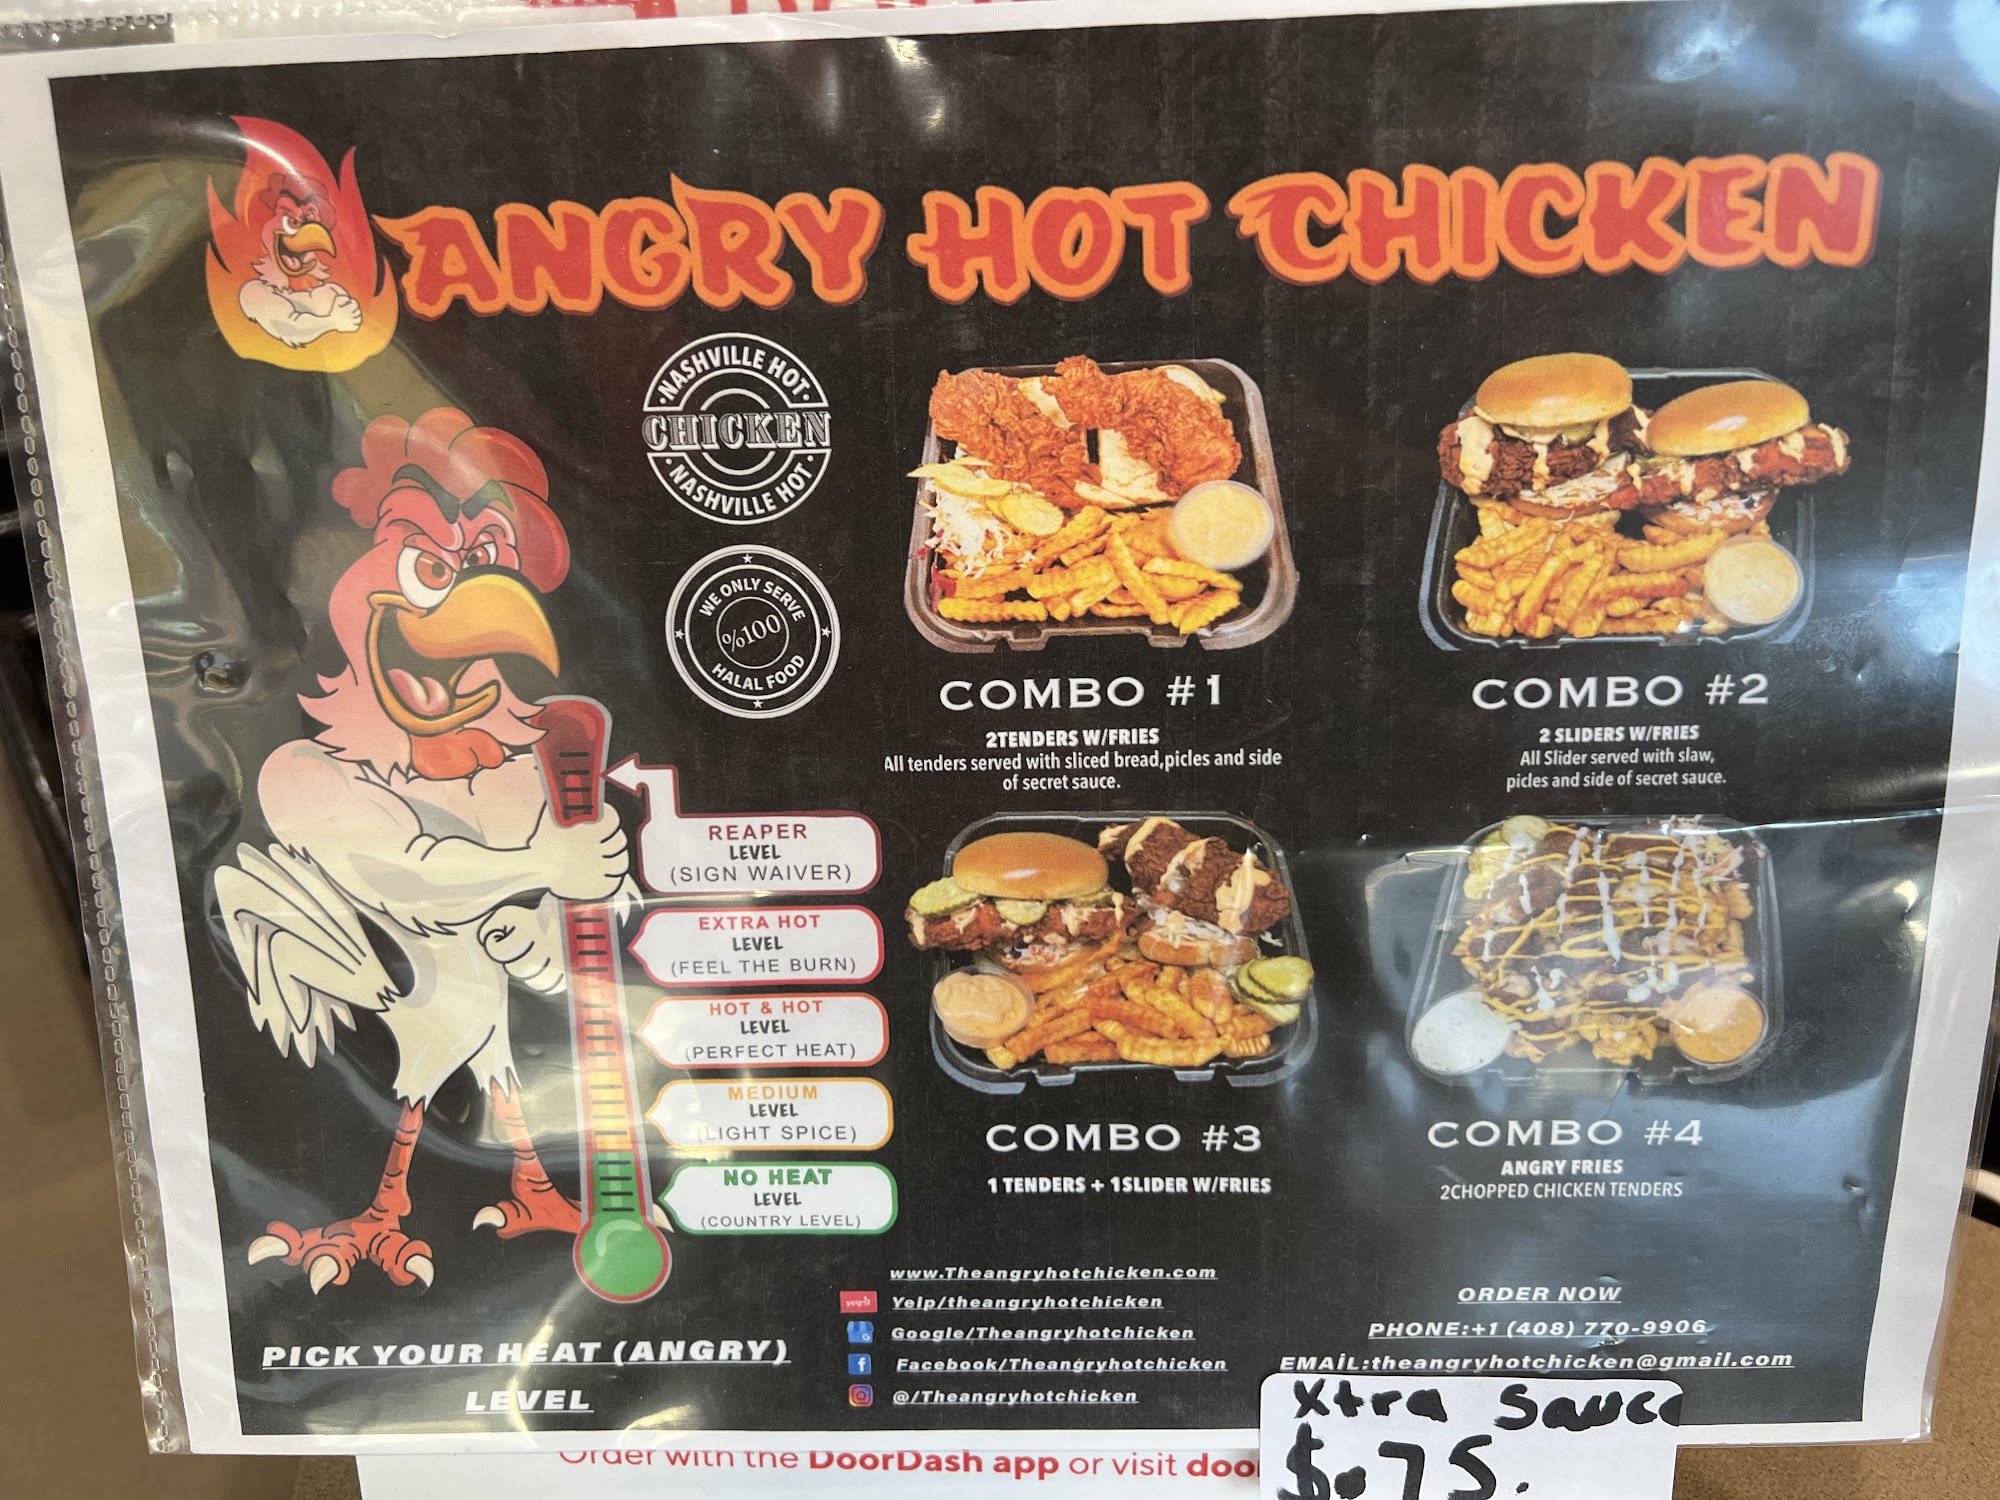 ANGRY HOT CHICKEN
NASHVILLE HOT
CHICKEN
NASHVILLE HOT
WE ONLY SERVE
%100
HALAL FOOD
COMBO #1
2TENDERS W/FRIES
All tenders served with sliced bread,picles and side
of secret sauce.
COMBO #2
2 SLIDERS W/FRIES
All Slider served with slaw,
picles and side of secret sauce.
REAPER
LEVEL
(SIGN WAIVER)
EXTRA HOT
LEVEL
(FEEL THE BURN)
HOT & HOT
LEVEL
(PERFECT HEAT)
MEDIUM
LEVEL
(LIGHT SPICE)
NO HEAT
LEVEL
(COUNTRY LEVEL)
PICK YOUR HEAT (ANGRY)
LEVEL
COMBO #3
1 TENDERS + 1SLIDER W/FRIES
COMBO #4
ANGRY FRIES
2CHOPPED CHICKEN TENDERS
www.Theangryhotchicken.com
yelp
Yelp/theangryhotchicken
Google/Theangryhotchicken
Facebook/Theangryhotchicken
@/Theangryhotchicken
ORDER NOW
PHONE:+1 (408) 770-9906
EMAİL:theangryhotchicken@gmail.com
Xtra Sauce
$.75.
Order with the DoorDash app or visit doo